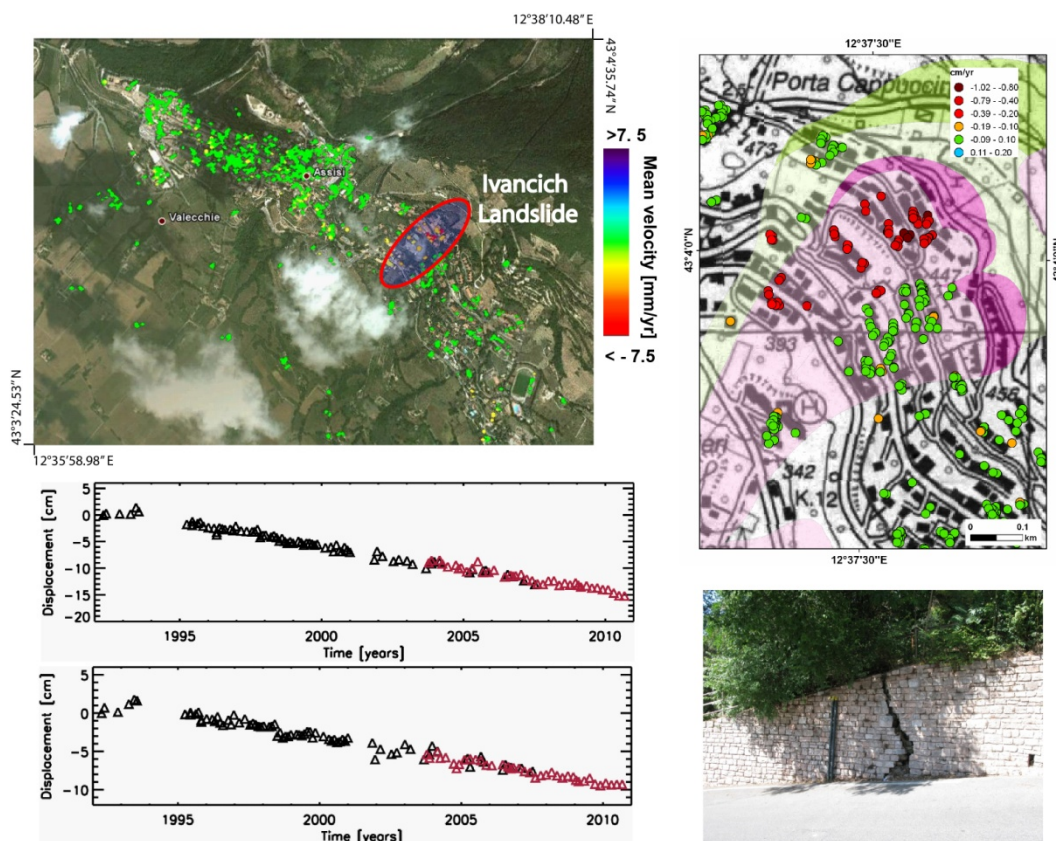 12°38'10.48" E
43°4'35.74" N
>7. 5
Mean velocity [mm/yr]
< - 7.5
Assisi
Valecchie
Ivancich
Landslide
43°3'24.53" N
12°35'58.98" E
12°37'30"E
cm/yr
-1.02 - -0.80
-0.79 - -0.40
-0.39 - -0.20
-0.19 - -0.10
-0.09 - 0.10
0.11 - 0.20
Porta Cappuccin
473
43°4'0"N
447
393
458
H
342
K.12
0 0.1
km
12°37'30"E
Displacement [cm]
5
0
-5
-10
-15
-20
1995 2000 2005 2010
Time [years]
Displacement [cm]
5
0
-5
-10
1995 2000 2005 2010
Time [years]